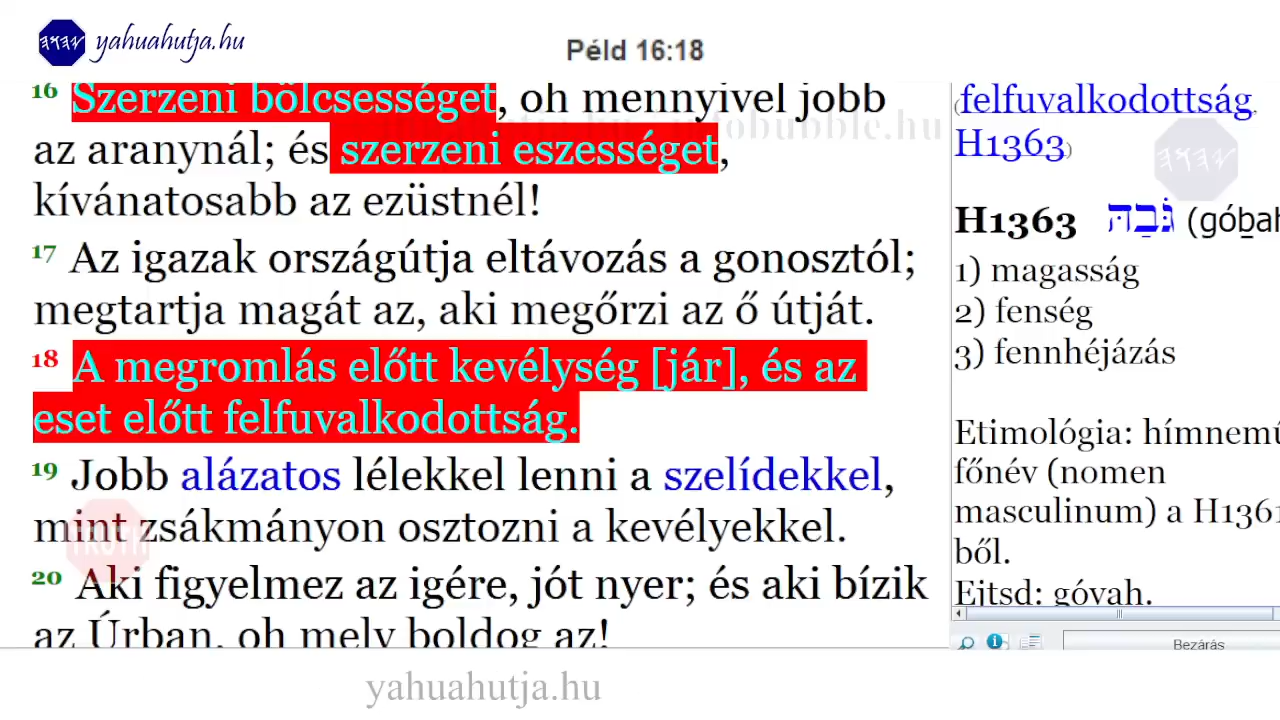 yahuahutja.hu
Péld 16:18
16 Szerzeni bölcsességet, oh mennyivel jobb
az aranynál; és szerzeni eszességet,
kívánatosabb az ezüstnél!
17 Az igazak országútja eltávozás a gonosztól;
megtartja magát az, aki megőrzi az ő útját.
18 A megromlás előtt kevélység [jár], és az
eset előtt felfuvalkodottság.
19 Jobb alázatos lélekkel lenni a szelídekkel,
mint zsákmányon osztozni a kevélyekkel.
20 Aki figyelmez az igére, jót nyer; és aki bízik
az Úrban, oh mely boldog az!
TRUTH
(felfuvalkodottság,
H1363)
H1363 גֹּבַהּ (góḇah
1) magasság
2) fenség
3) fennhéjázás
Etimológia: hímnemű
főnév (nomen
masculinum) a H1361
ből.
Ejtsd: góvah.
Bezárás
yahuahutja.hu